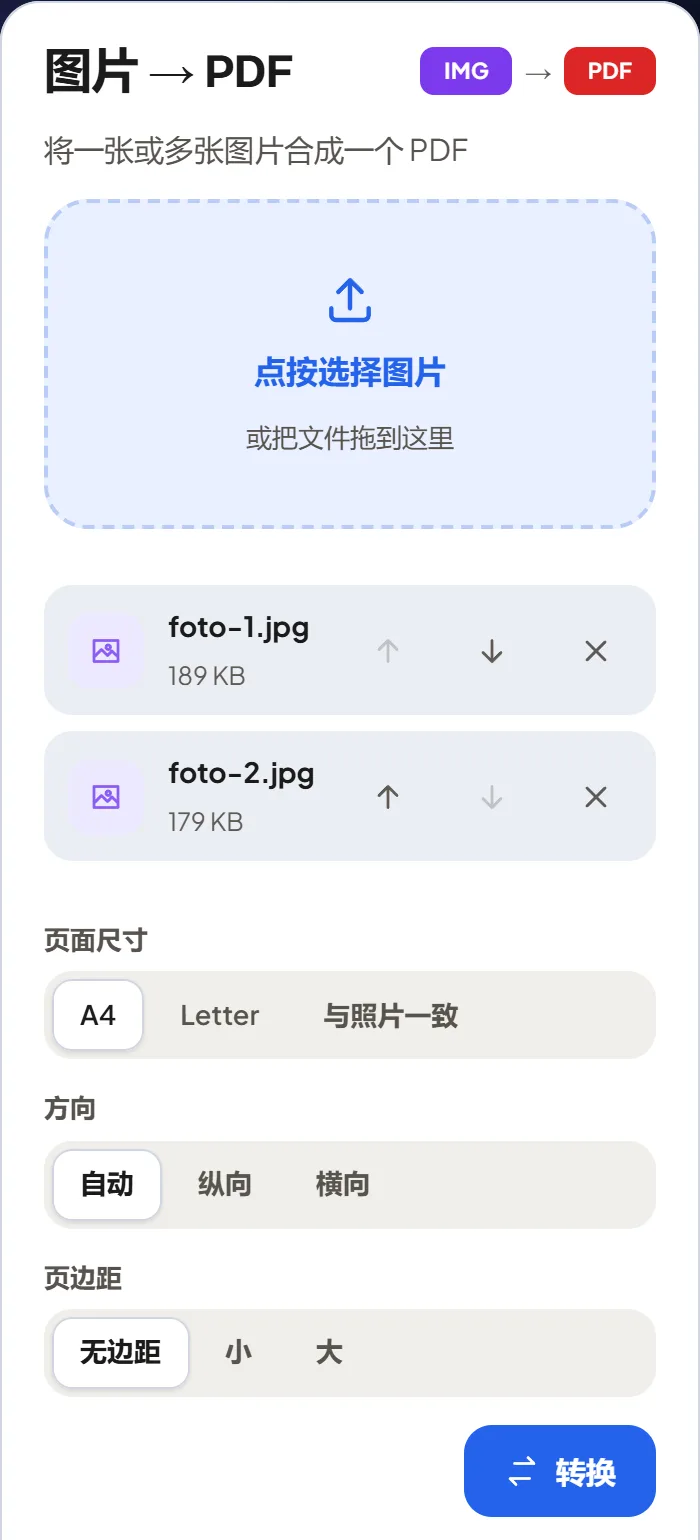 图片 → PDF
IMG → PDF
将一张或多张图片合成一个 PDF
点按选择图片
或把文件拖到这里
foto-1.jpg
189 KB
foto-2.jpg
179 KB
页面尺寸
A4 Letter 与照片一致
方向
自动 纵向 横向
页边距
无边距 小 大
转换